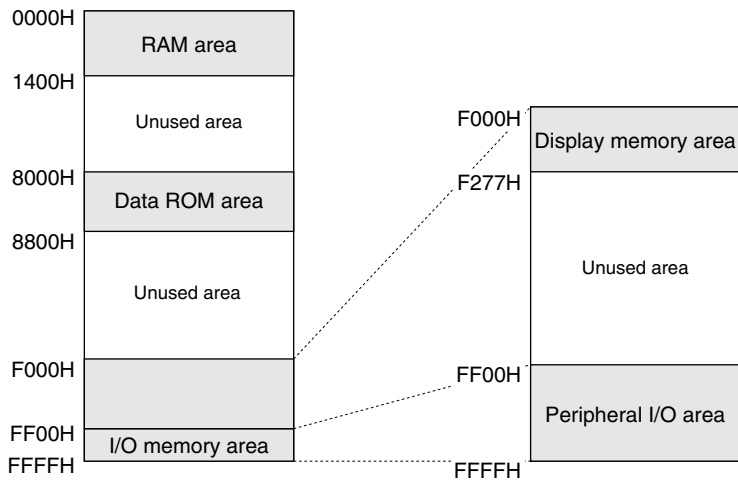 0000H
RAM area
1400H
Unused area
8000H
Data ROM area
8800H
Unused area
F000H
FF00H
I/O memory area
FFFFH
F000H
Display memory area
F277H
Unused area
FF00H
Peripheral I/O area
FFFFH